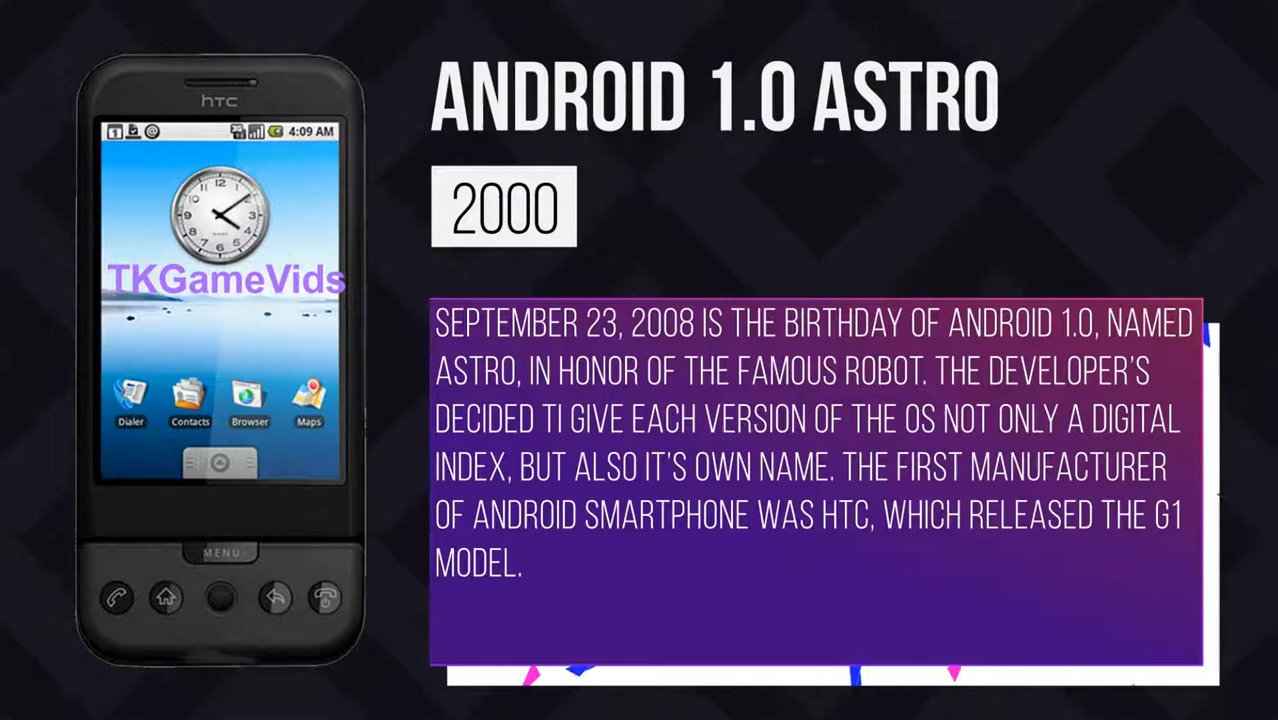 htc
1 @ 3G 4:09 AM
12
TKGameVids
Dialer Contacts Browser Maps
MENU
ANDROID 1.0 ASTRO
2000
SEPTEMBER 23, 2008 IS THE BIRTHDAY OF ANDROID 1.0, NAMED
ASTRO, IN HONOR OF THE FAMOUS ROBOT. THE DEVELOPER'S
DECIDED TI GIVE EACH VERSION OF THE OS NOT ONLY A DIGITAL
INDEX, BUT ALSO IT'S OWN NAME. THE FIRST MANUFACTURER
OF ANDROID SMARTPHONE WAS HTC, WHICH RELEASED THE G1
MODEL.